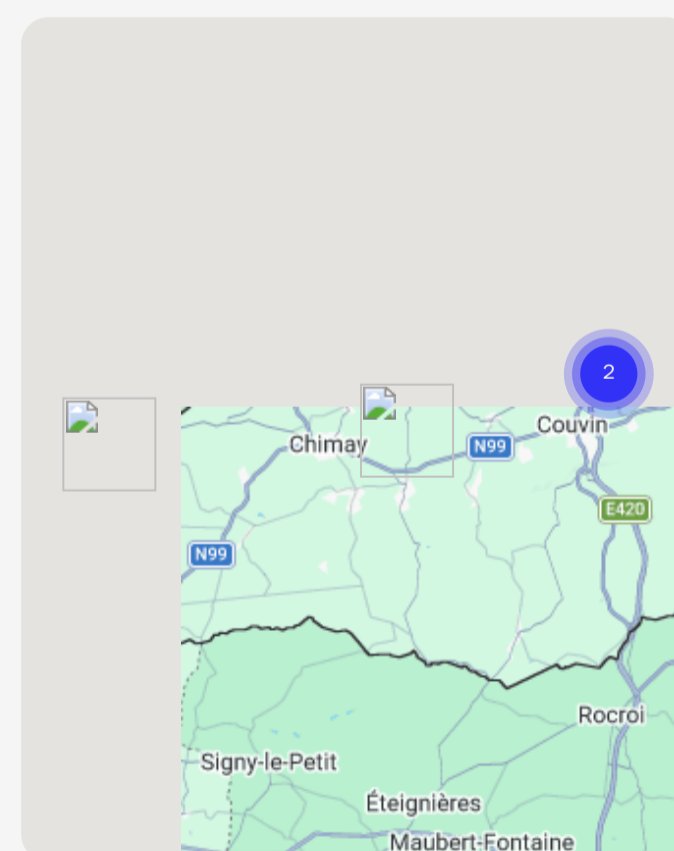 2
Couvin
Chimay
N99
E420
N99
Rocroi
Signy-le-Petit
Éteignières
Maubert-Fontaine